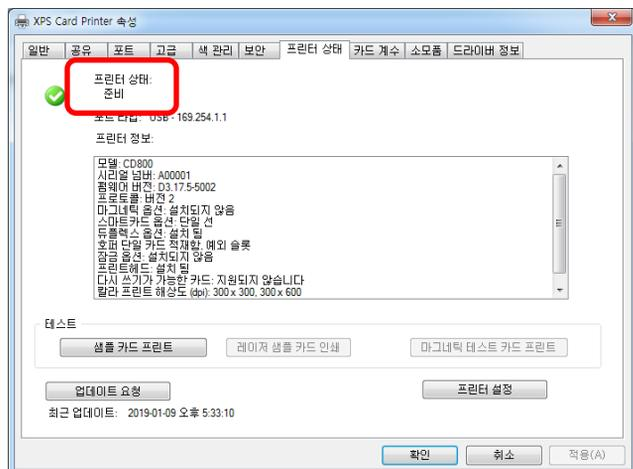 XPS Card Printer 속성
일반 공유 포트 고급 색 관리 보안 프린터 상태 카드 계수 소모품 드라이버 정보
프린터 상태:
준비
포트 타입: USB - 169.254.1.1
프린터 정보:
모델: CD800
시리얼 넘버: A00001
펌웨어 버전: D3.17.5-5002
프로토콜: 버전 2
마그네틱 옵션: 설치되지 않음
스마트카드 옵션: 단일 선
듀플렉스 옵션: 설치 됨
호퍼 단일 카드 적재함, 예외 슬롯
잠금 옵션: 설치되지 않음
프린트헤드: 설치 됨
다시 쓰기가 가능한 카드: 지원되지 않습니다
칼라 프린트 해상도 (dpi): 300 x 300, 300 x 600
테스트
샘플 카드 프린트 레이저 샘플 카드 인쇄 마그네틱 테스트 카드 프린트
업데이트 요청 프린터 설정
최근 업데이트: 2019-01-09 오후 5:33:10
확인 취소 적용(A)